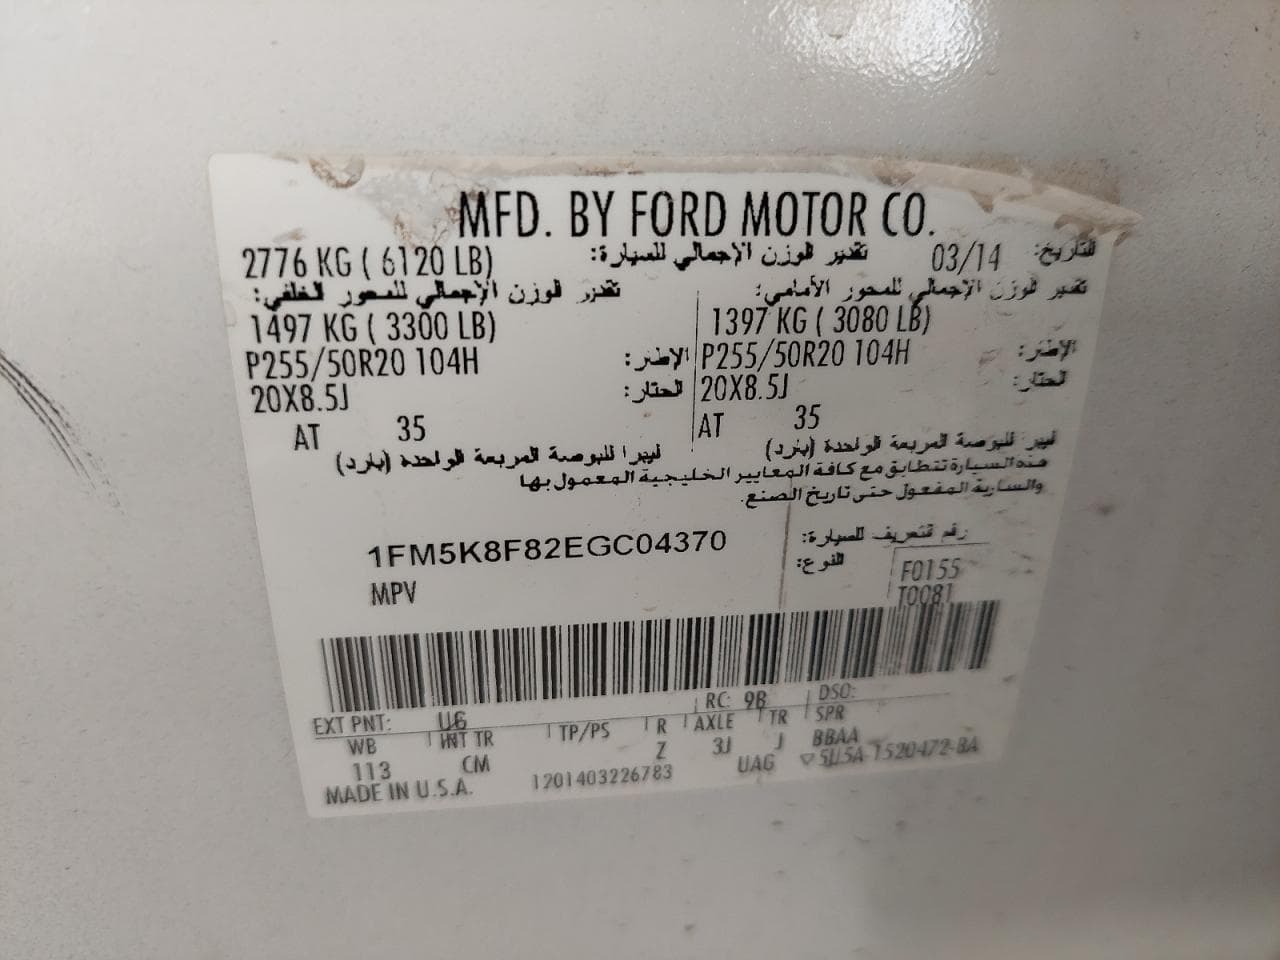 MFD. BY FORD MOTOR CO.
التاريخ: 03/14 تقدير الوزن الإجمالي للسيارة: 2776 KG ( 6120 LB)
تقدير الوزن الإجمالي للمحور الأمامي: تقدير الوزن الإجمالي للمحور الخلفي:
1397 KG ( 3080 LB) 1497 KG ( 3300 LB)
الإطار: P255/50R20 104H الإطار: P255/50R20 104H
الحتار: 20X8.5J الحتار: 20X8.5J
AT 35 AT 35
ليبرا للبوصة المربعة الواحدة (بارد) ليبرا للبوصة المربعة الواحدة (بارد)
هذه السيارة تتطابق مع كافة المعايير الخليجية المعمول بها
والسارية المفعول حتى تاريخ الصنع.
رقم تعريف السيارة: 1FM5K8F82EGC04370
النوع: MPV
F0155
T0081
EXT PNT: UG RC: 9B DSO:
WB INT TR TP/PS R AXLE TR SPR
113 CM Z 3J J BBAA
MADE IN U.S.A. 1201403226783 UAG